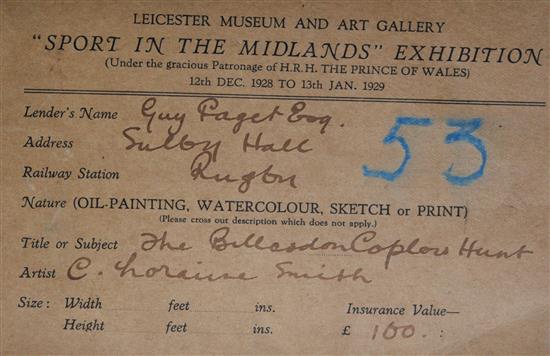 LEICESTER MUSEUM AND ART GALLERY
"SPORT IN THE MIDLANDS" EXHIBITION
(Under the gracious Patronage of H.R.H. THE PRINCE OF WALES)
12th DEC. 1928 TO 13th JAN. 1929
Lender's Name Guy Paget Esq.
Address Sulby Hall
53
Railway Station Rugby
Nature (OIL-PAINTING, WATERCOLOUR, SKETCH or PRINT)
(Please cross out description which does not apply.)
Title or Subject The Billesdon Coplow Hunt
Artist C. Loraine Smith
Size: Width feet ins. Insurance Value—
Height feet ins. £ 100. :